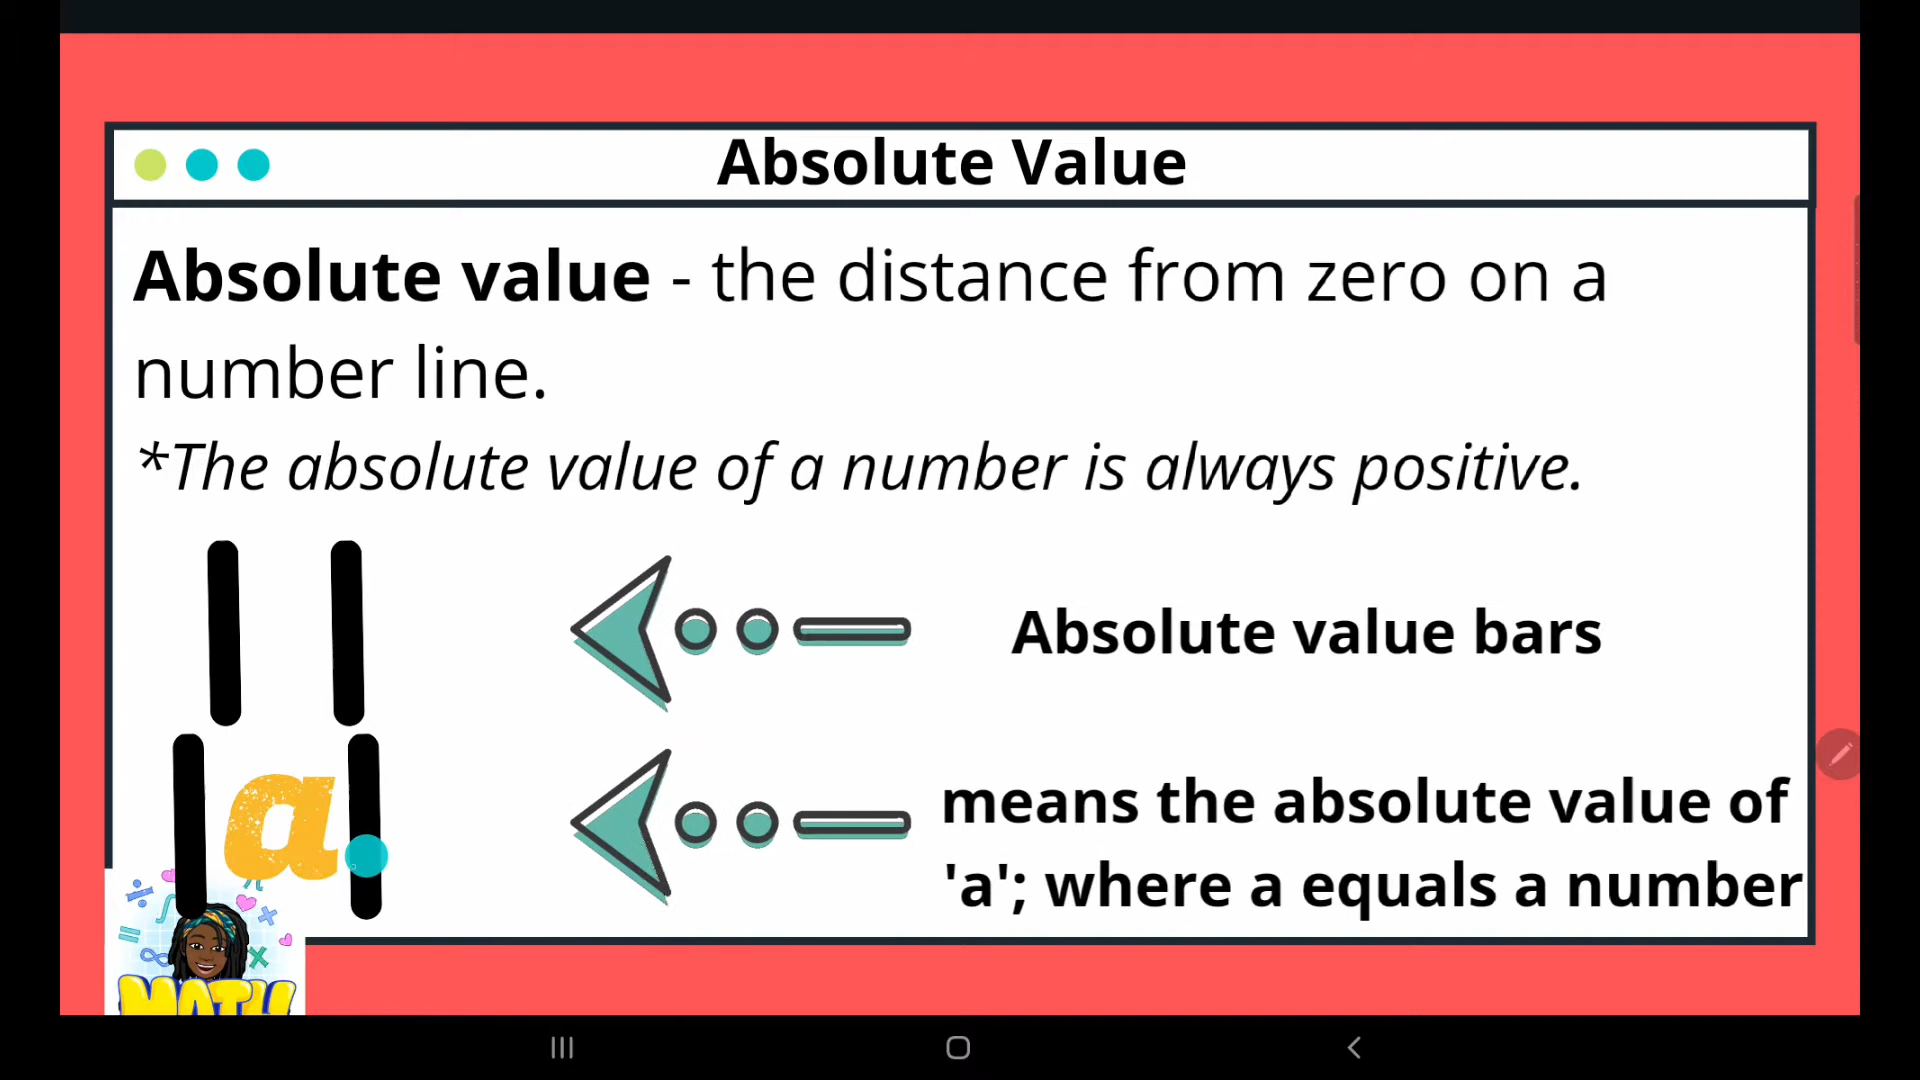 Absolute Value
Absolute value - the distance from zero on a
number line.
*The absolute value of a number is always positive.
| |
Absolute value bars
|a|
means the absolute value of
'a'; where a equals a number
MATH